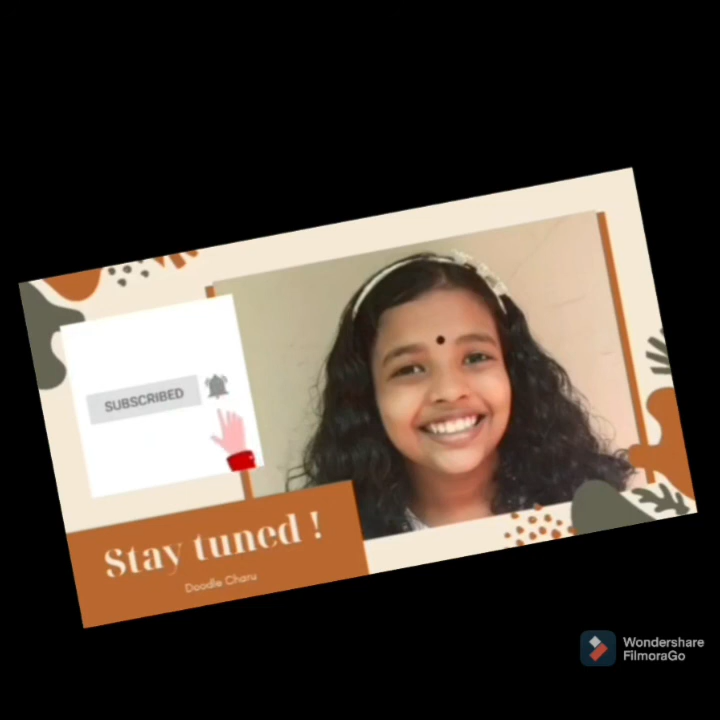 SUBSCRIBED
Stay tuned !
Doodle Charu
Wondershare
FilmoraGo